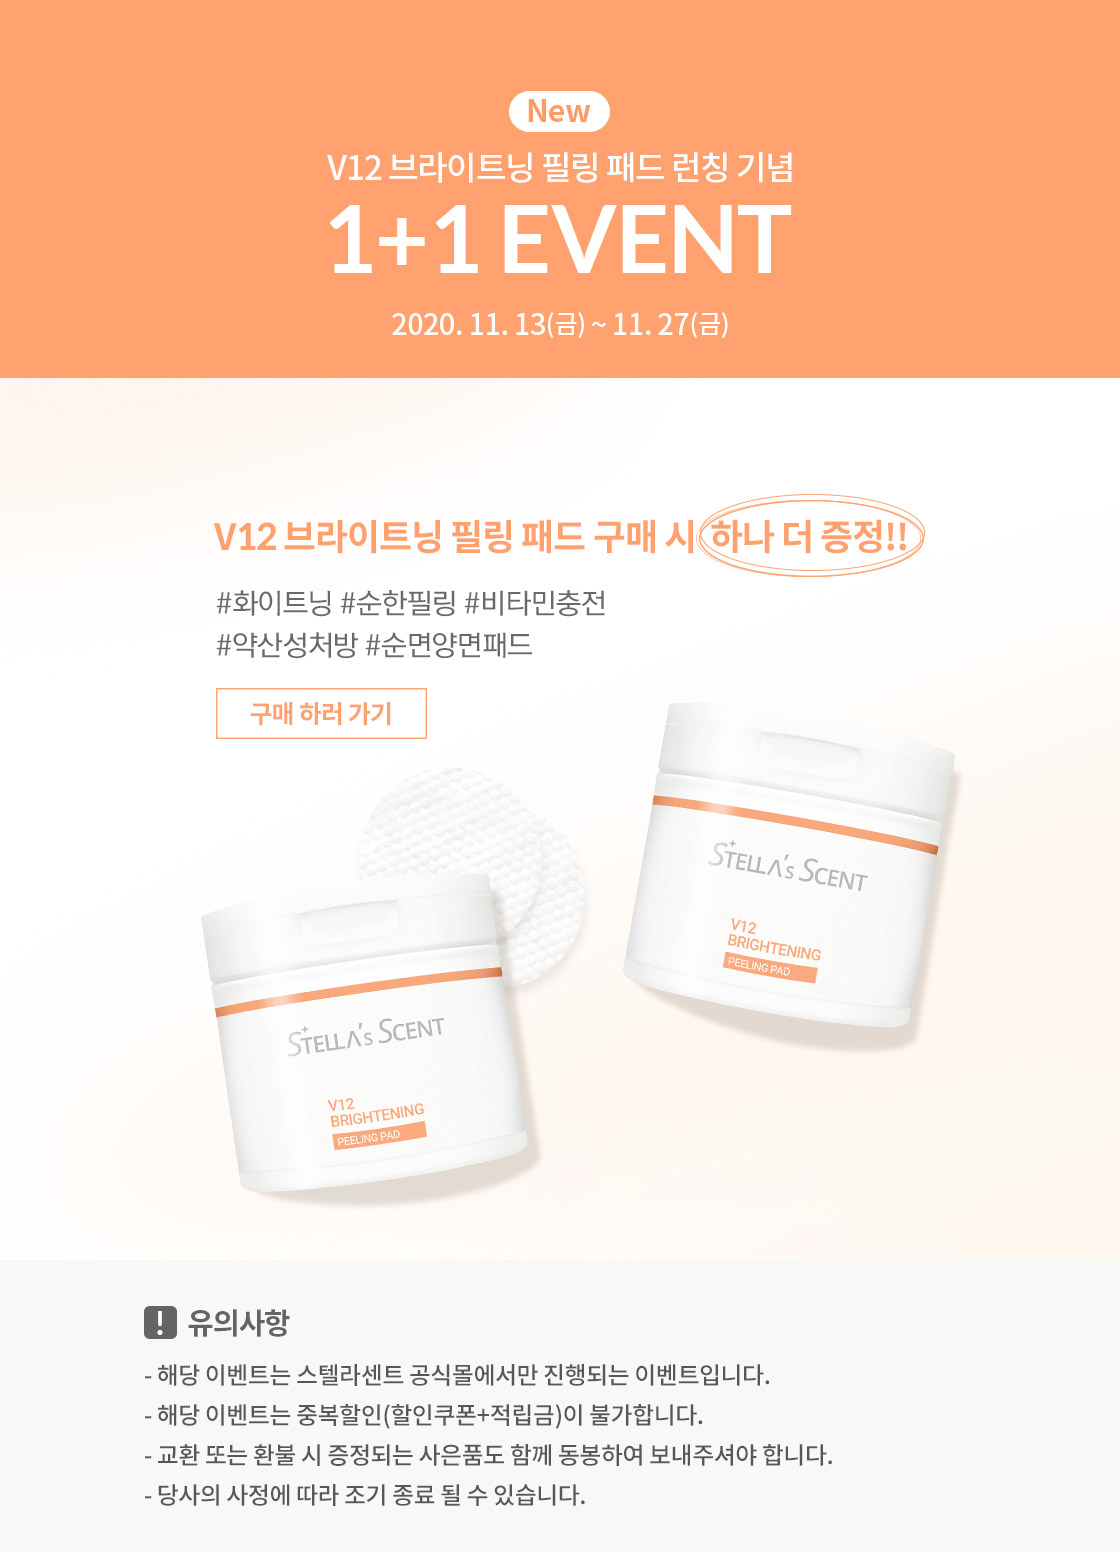 New
V12 브라이트닝 필링 패드 런칭 기념
1+1 EVENT
2020. 11. 13(금) ~ 11. 27(금)
V12 브라이트닝 필링 패드 구매 시 하나 더 증정!!
#화이트닝 #순한필링 #비타민충전
#약산성처방 #순면양면패드
구매 하러 가기
STELLA's SCENT
V12
BRIGHTENING
PEELING PAD
STELLA's SCENT
V12
BRIGHTENING
PEELING PAD
! 유의사항
- 해당 이벤트는 스텔라센트 공식몰에서만 진행되는 이벤트입니다.
- 해당 이벤트는 중복할인(할인쿠폰+적립금)이 불가합니다.
- 교환 또는 환불 시 증정되는 사은품도 함께 동봉하여 보내주셔야 합니다.
- 당사의 사정에 따라 조기 종료 될 수 있습니다.